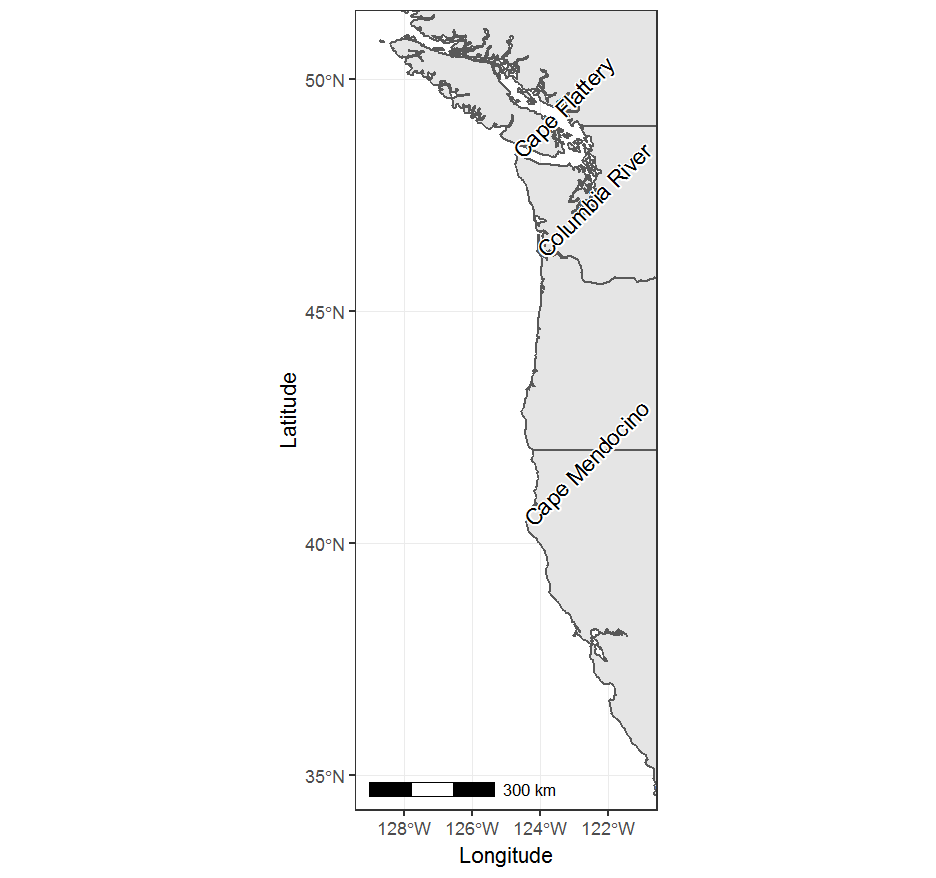 50°N
Cape Flattery
Columbia River
45°N
Latitude
Cape Mendocino
40°N
35°N
300 km
128°W 126°W 124°W 122°W
Longitude